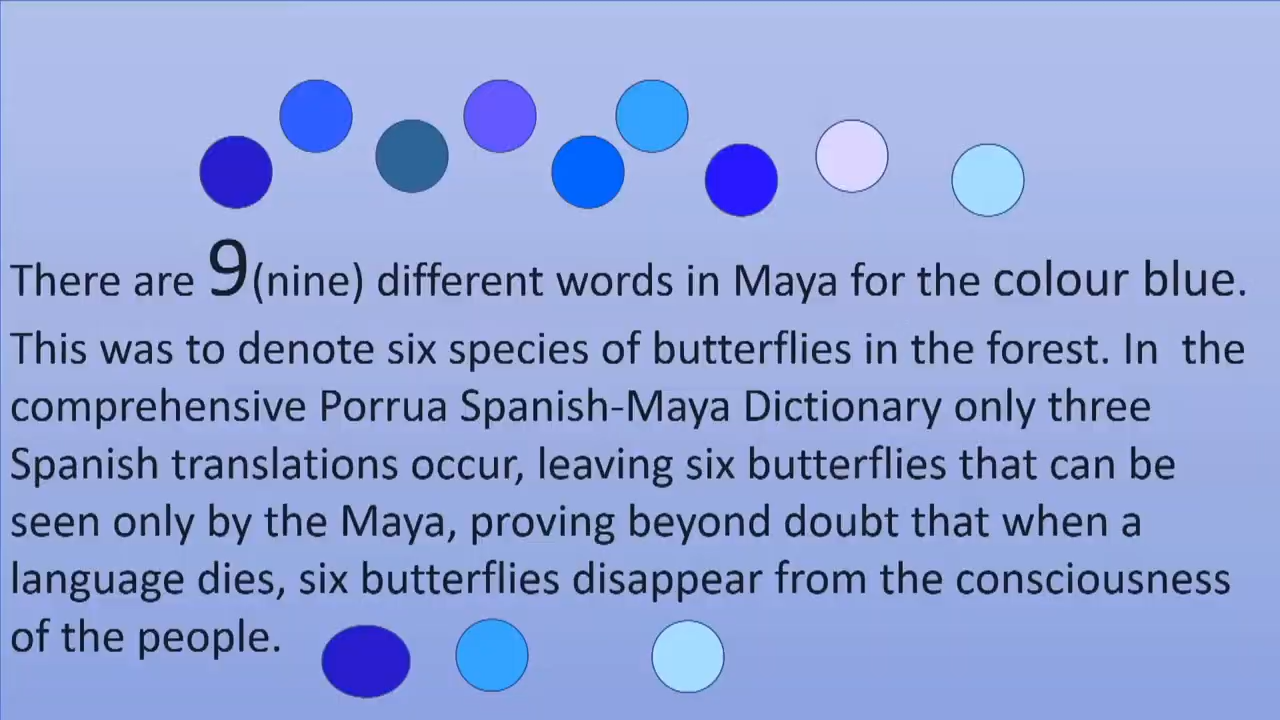 There are 9(nine) different words in Maya for the colour blue.
This was to denote six species of butterflies in the forest. In  the
comprehensive Porrua Spanish-Maya Dictionary only three
Spanish translations occur, leaving six butterflies that can be
seen only by the Maya, proving beyond doubt that when a
language dies, six butterflies disappear from the consciousness
of the people.